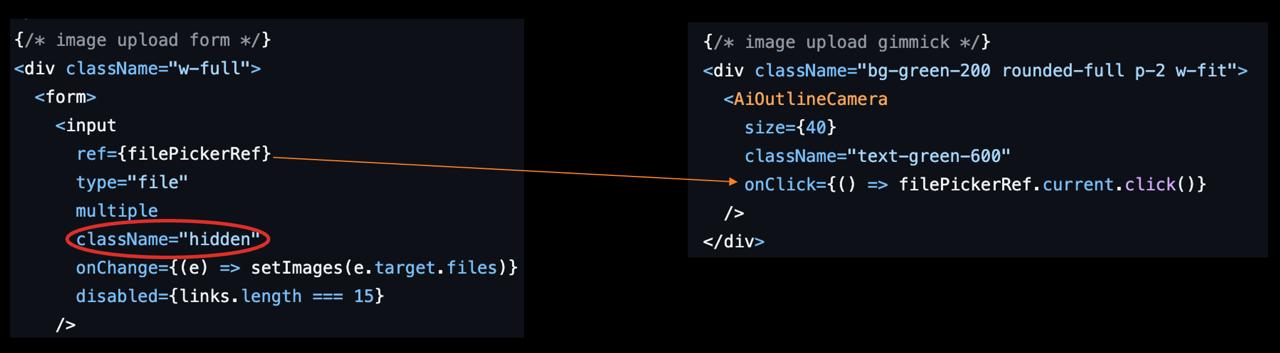 {/* image upload form */}
<div className="w-full">
<form>
<input
ref={filePickerRef}
type="file"
multiple
className="hidden"
onChange={(e) => setImages(e.target.files)}
disabled={links.length === 15}
/>
{/* image upload gimmick */}
<div className="bg-green-200 rounded-full p-2 w-fit">
<AiOutlineCamera
size={40}
className="text-green-600"
onClick={() => filePickerRef.current.click()}
/>
</div>